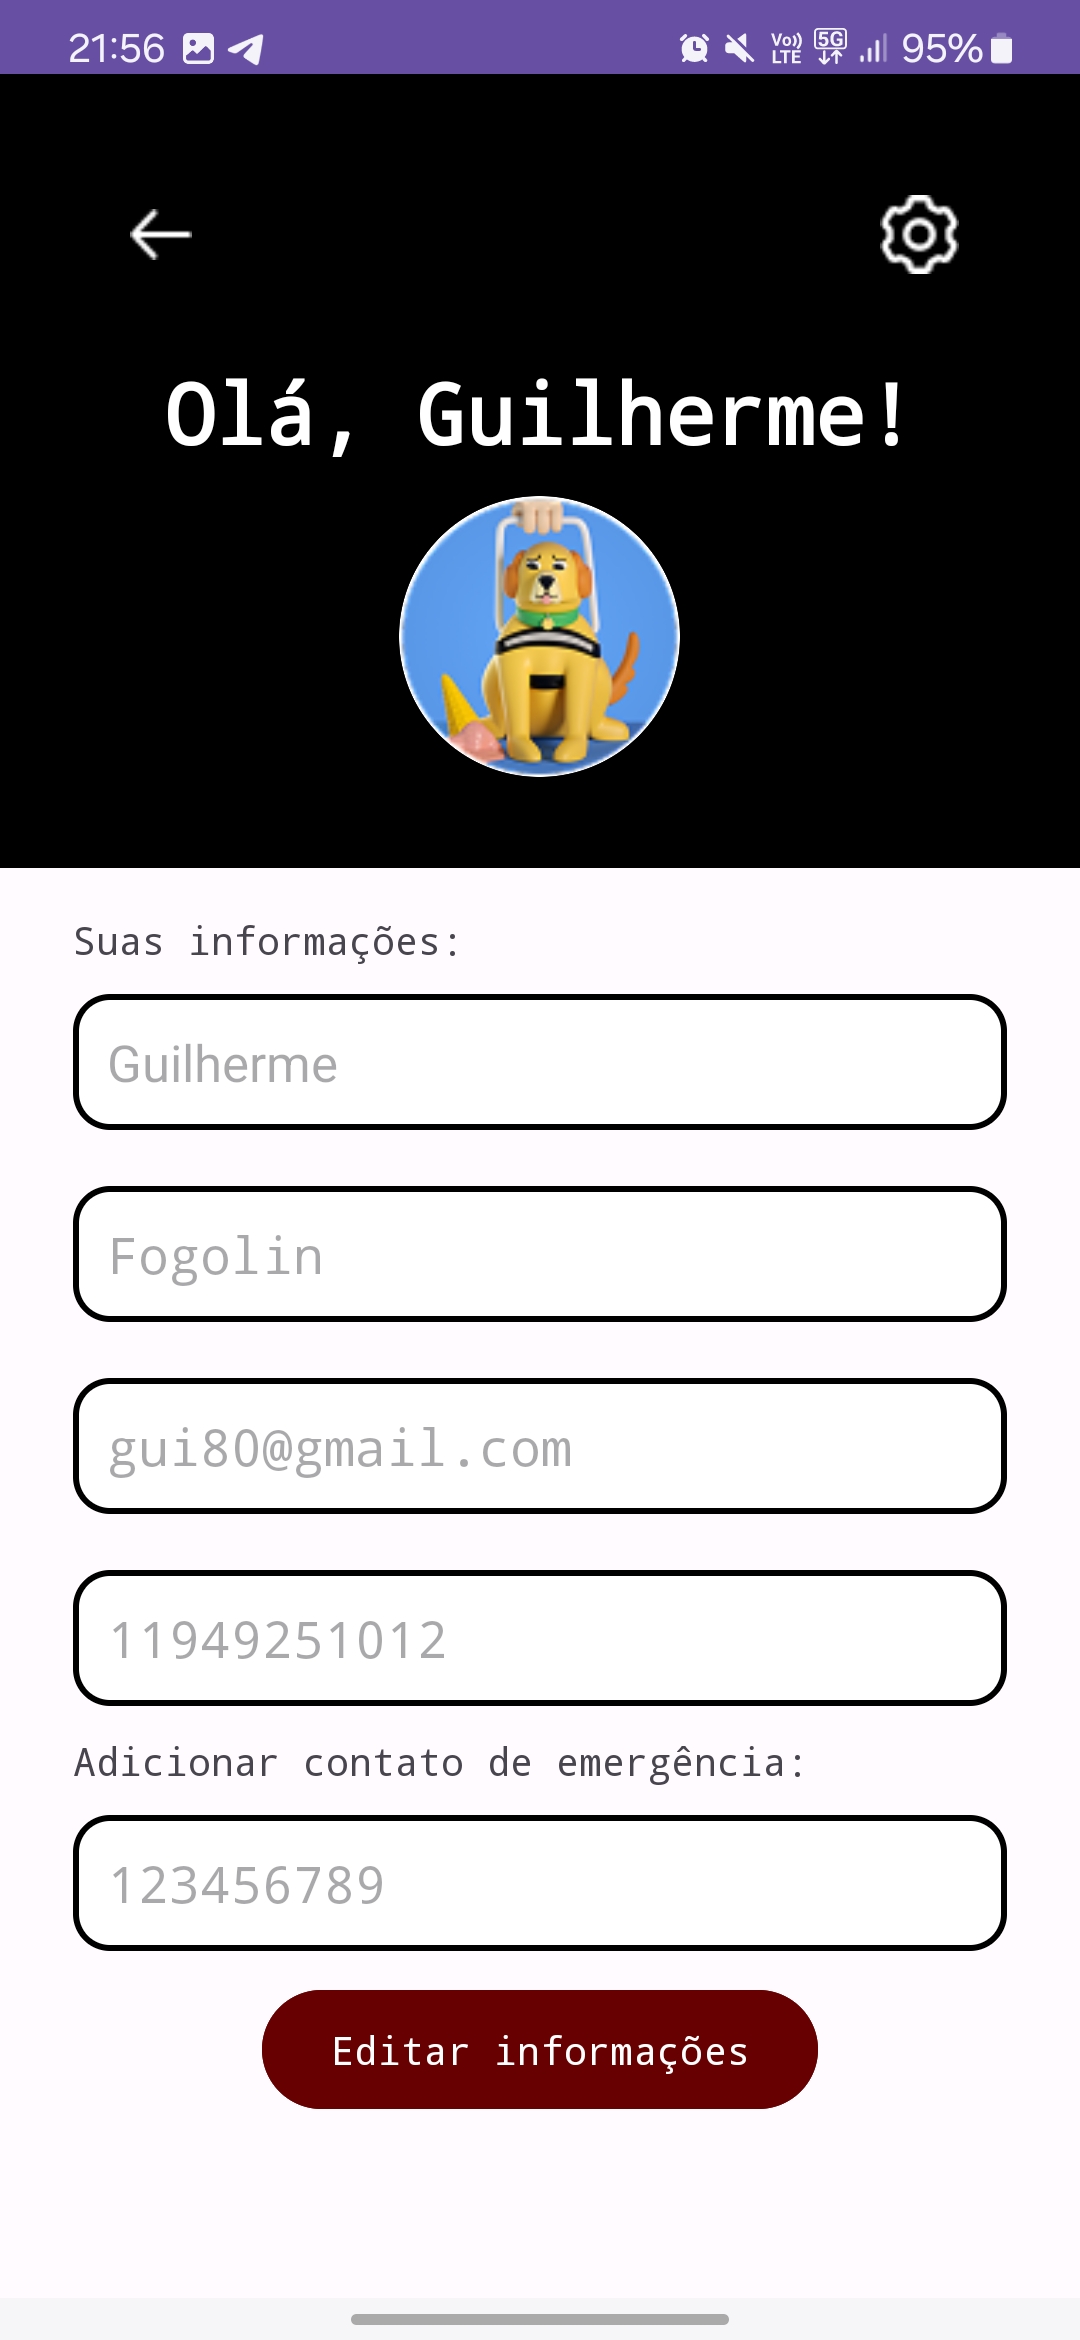 21:56 Vo)) LTE 5G 95%
Olá, Guilherme!
Suas informações:
Guilherme
Fogolin
gui80@gmail.com
11949251012
Adicionar contato de emergência:
123456789
Editar informações